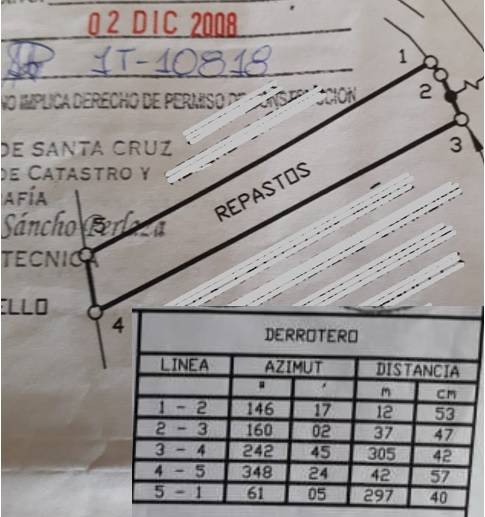 02 DIC 2008
1T-10818
NO IMPLICA DERECHO DE PERMISO DE CONSTRUCCION
DE SANTA CRUZ
DE CATASTRO Y
AFÍA
Sáncho Perlaza
TECNICA
ELLO
1
2
3
REPASTOS
5
4
DERROTERO
LINEA AZIMUT DISTANCIA
° ' m cm
1 - 2 146 17 12 53
2 - 3 160 02 37 47
3 - 4 242 45 305 42
4 - 5 348 24 42 57
5 - 1 61 05 297 40